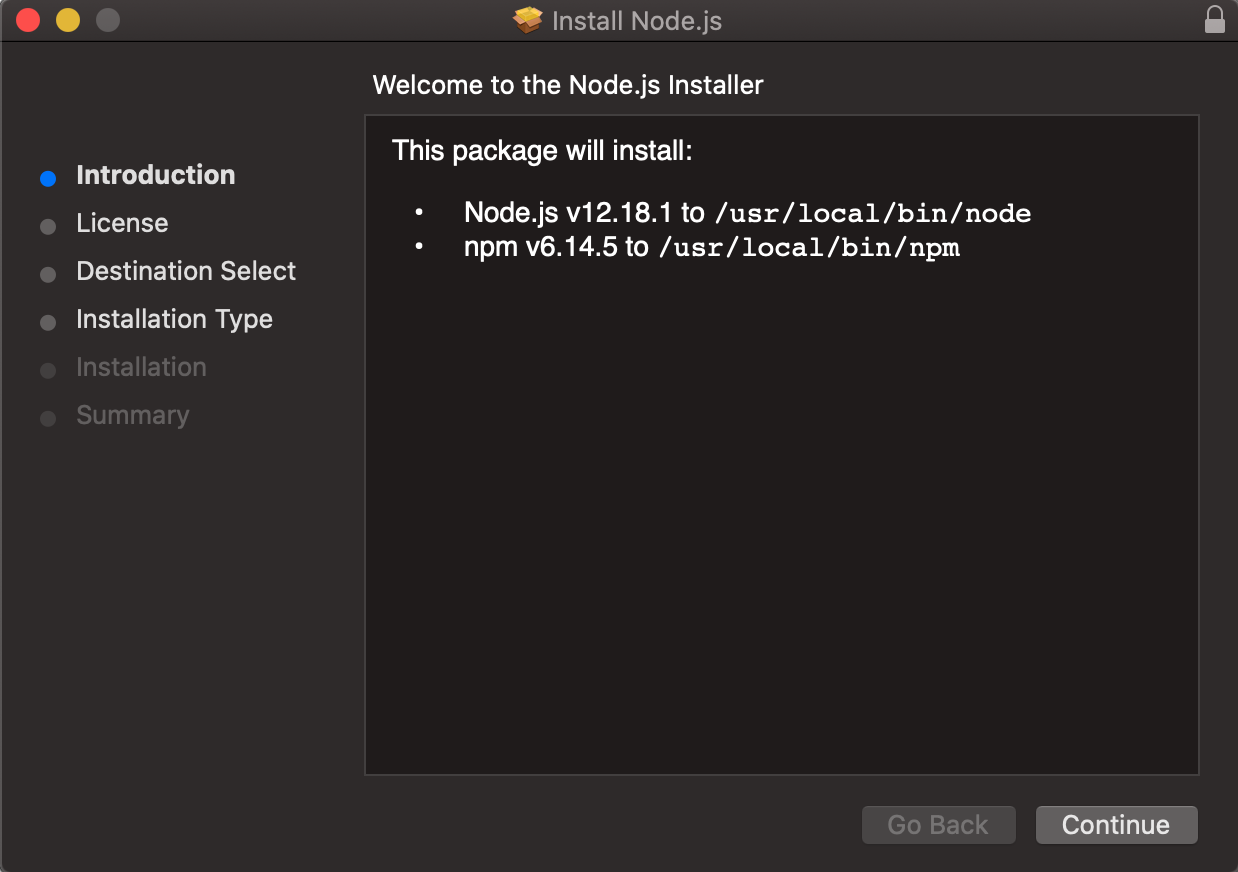 Install Node.js
Welcome to the Node.js Installer
Introduction
License
Destination Select
Installation Type
Installation
Summary
This package will install:
• Node.js v12.18.1 to /usr/local/bin/node
• npm v6.14.5 to /usr/local/bin/npm
Go Back
Continue